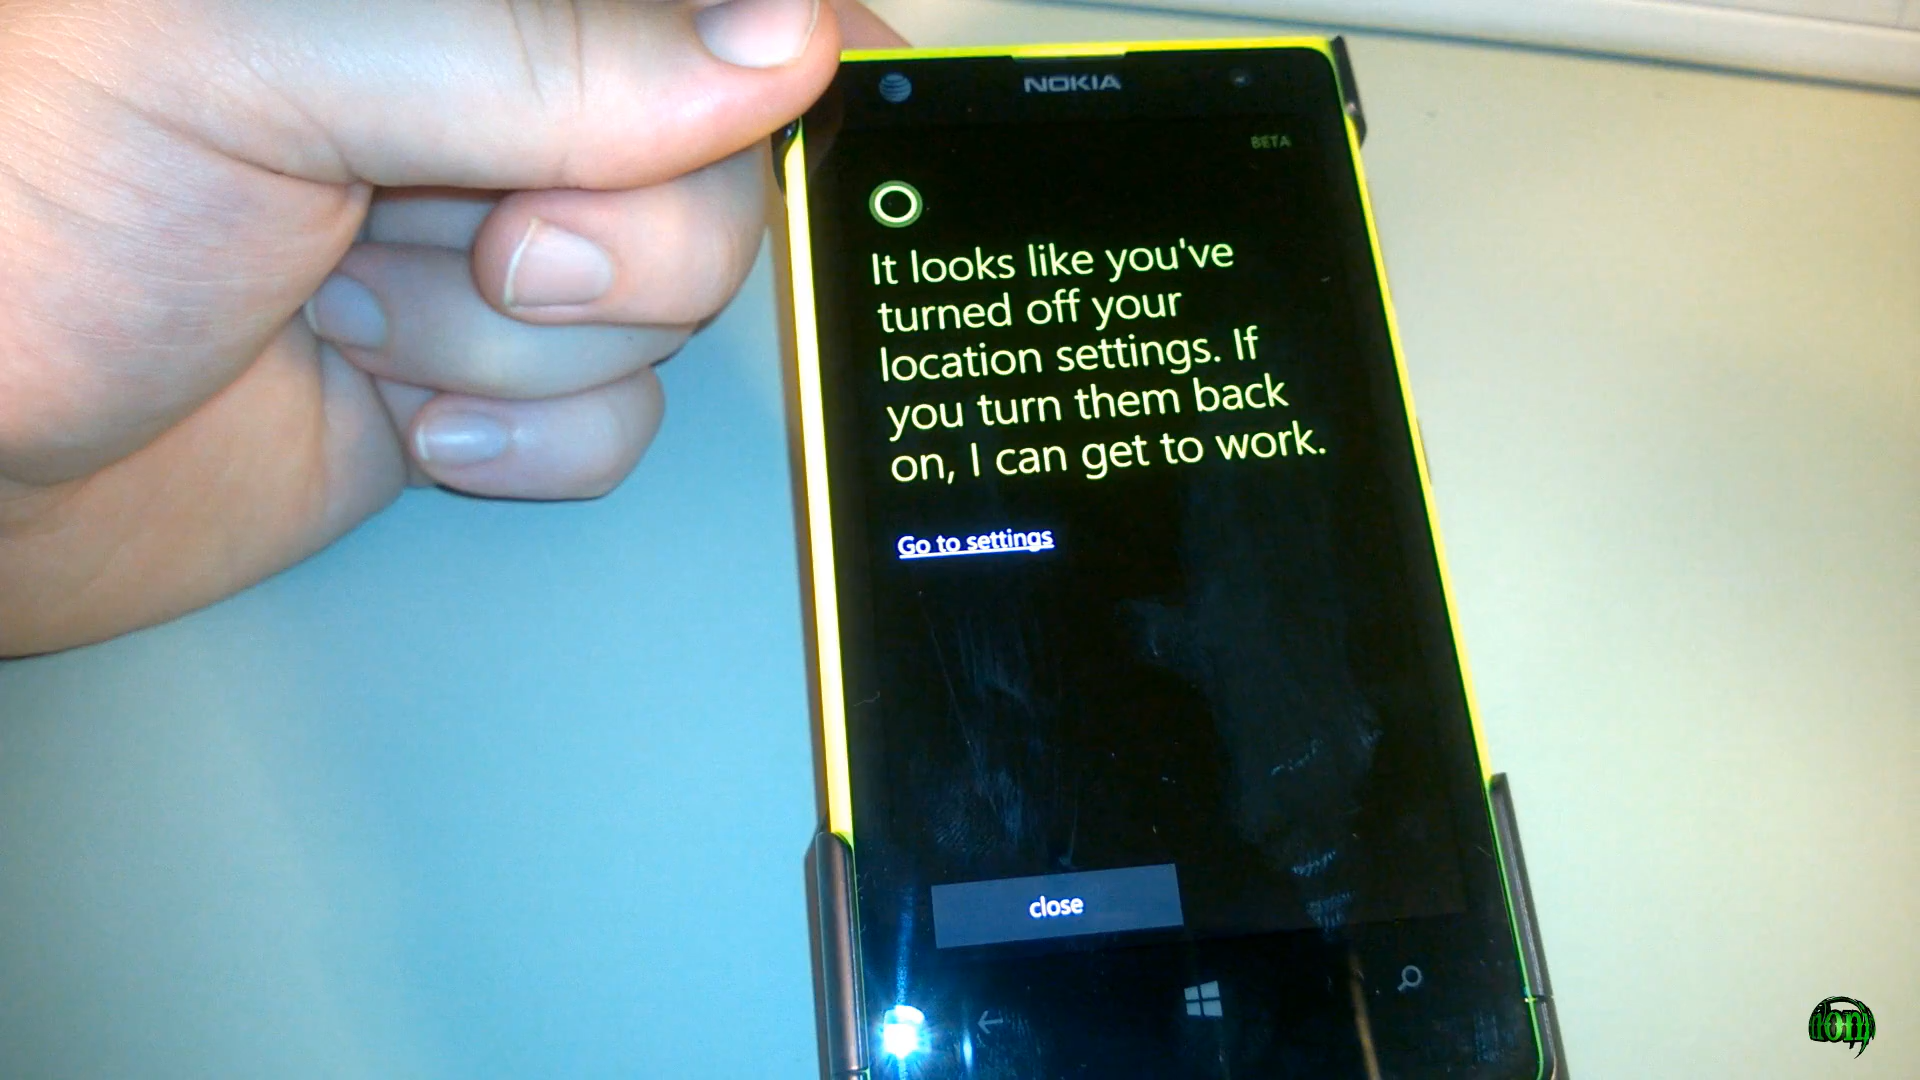 NOKIA
BETA
It looks like you've
turned off your
location settings. If
you turn them back
on, I can get to work.
Go to settings
close